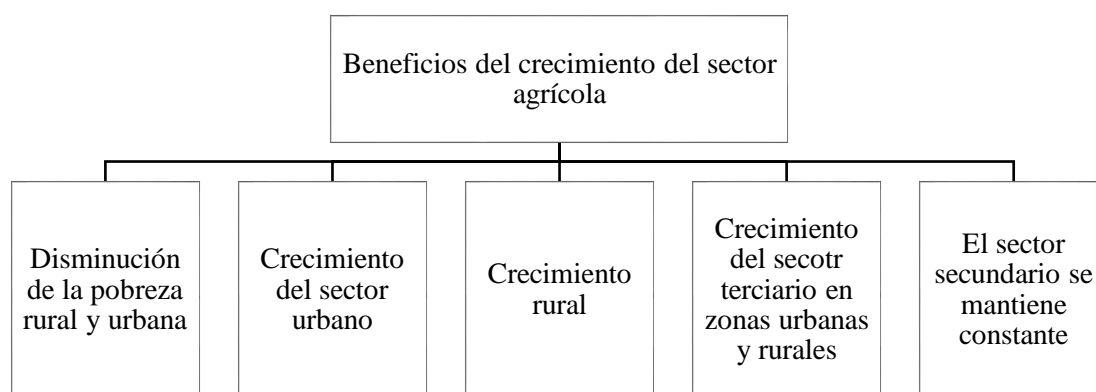 Beneficios del crecimiento del sector
agrícola
Disminución
de la pobreza
rural y urbana
Crecimiento
del sector
urbano
Crecimiento
rural
Crecimiento
del secotr
terciario en
zonas urbanas
y rurales
El sector
secundario se
mantiene
constante